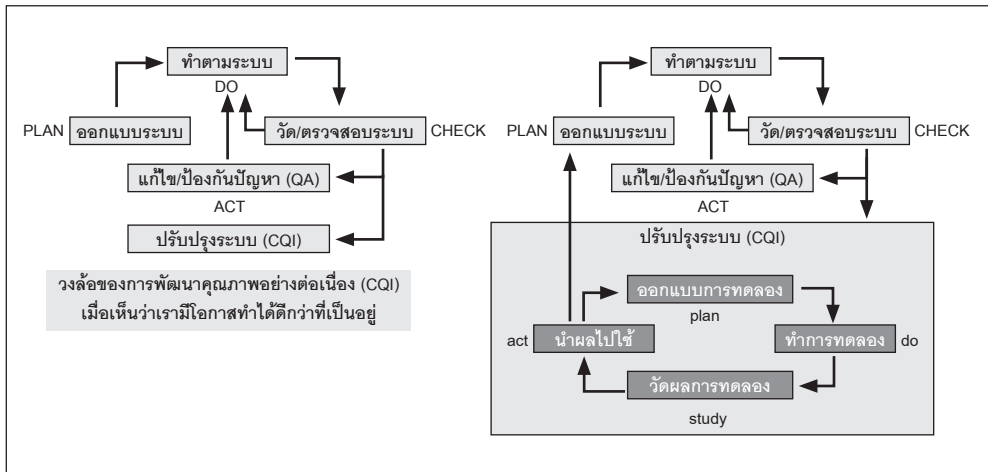 ทำตามระบบ
DO
PLAN ออกแบบระบบ วัด/ตรวจสอบระบบ CHECK
แก้ไข/ป้องกันปัญหา (QA)
ACT
ปรับปรุงระบบ (CQI)
วงล้อของการพัฒนาคุณภาพอย่างต่อเนื่อง (CQI)
เมื่อเห็นว่าเรามีโอกาสทำได้ดีกว่าที่เป็นอยู่
ทำตามระบบ
DO
PLAN ออกแบบระบบ วัด/ตรวจสอบระบบ CHECK
แก้ไข/ป้องกันปัญหา (QA)
ACT
ปรับปรุงระบบ (CQI)
ออกแบบการทดลอง
plan
act นำผลไปใช้ ทำการทดลอง do
วัดผลการทดลอง
study